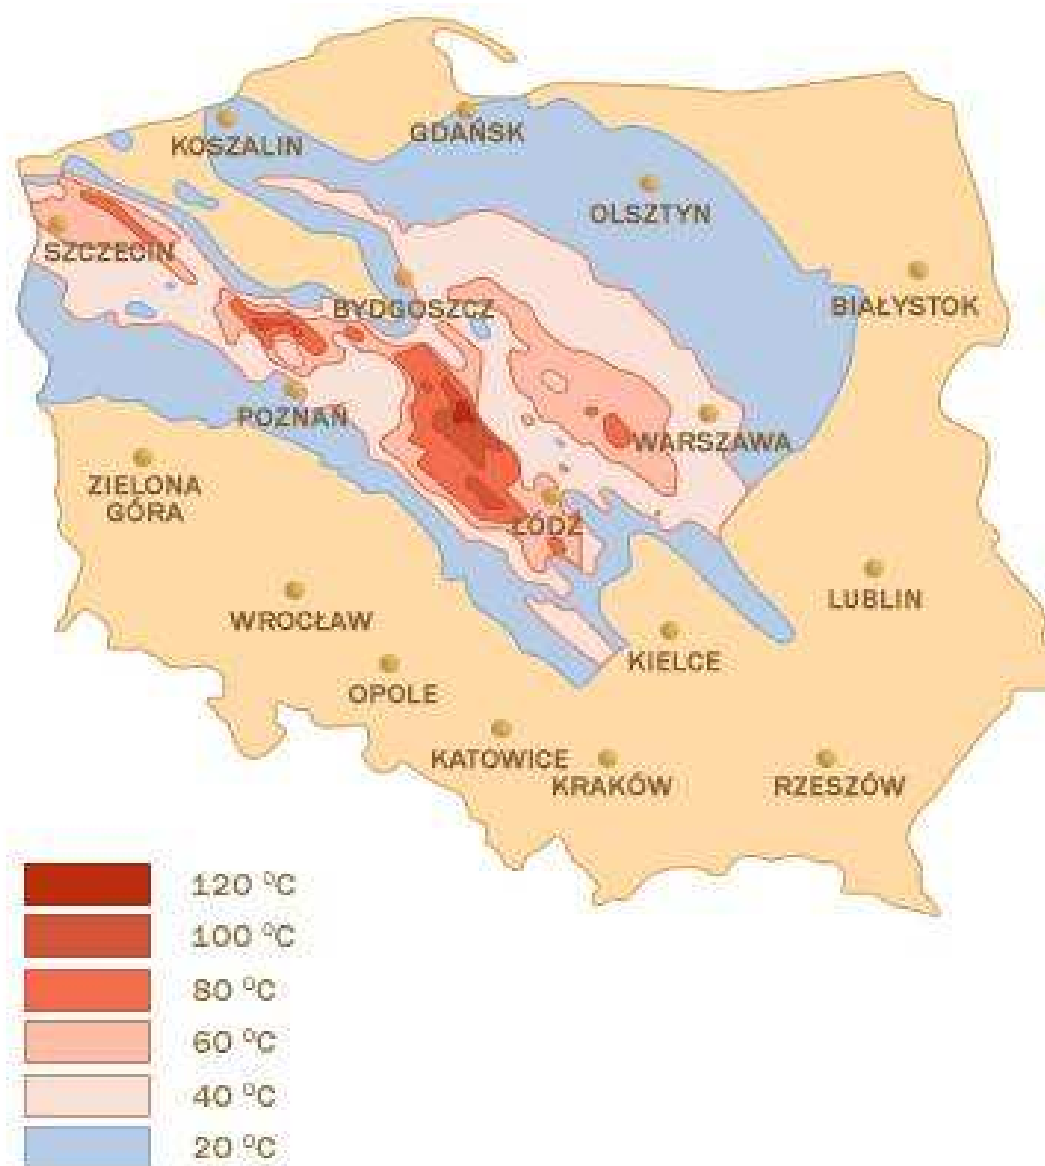 KOSZALIN
GDAŃSK
OLSZTYN
SZCZECIN
BIAŁYSTOK
BYDGOSZCZ
POZNAŃ
WARSZAWA
ZIELONA
GÓRA
ŁÓDŹ
LUBLIN
WROCŁAW
KIELCE
OPOLE
KATOWICE
KRAKÓW
RZESZÓW
120 °C
100 °C
80 °C
60 °C
40 °C
20 °C